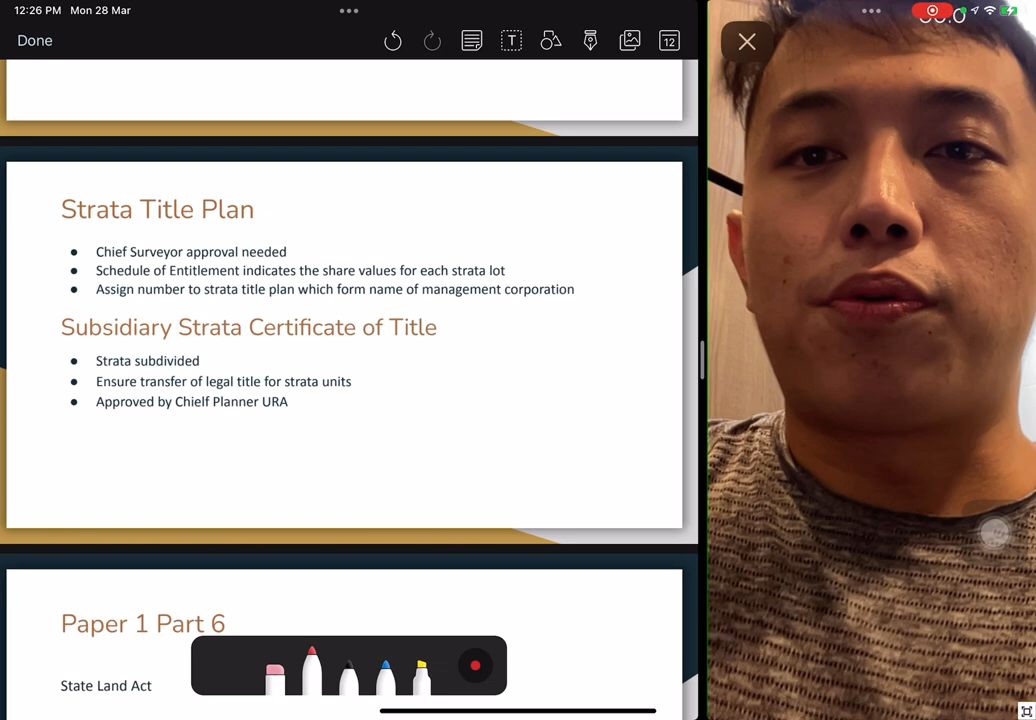 12:26 PM Mon 28 Mar
Done
T
12
Strata Title Plan
● Chief Surveyor approval needed
● Schedule of Entitlement indicates the share values for each strata lot
● Assign number to strata title plan which form name of management corporation
Subsidiary Strata Certificate of Title
● Strata subdivided
● Ensure transfer of legal title for strata units
● Approved by Chielf Planner URA
Paper 1 Part 6
State Land Act